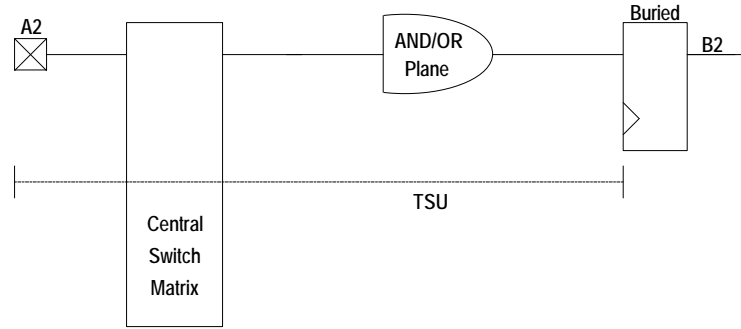 A2
Buried
AND/OR
Plane
B2
TSU
Central
Switch
Matrix